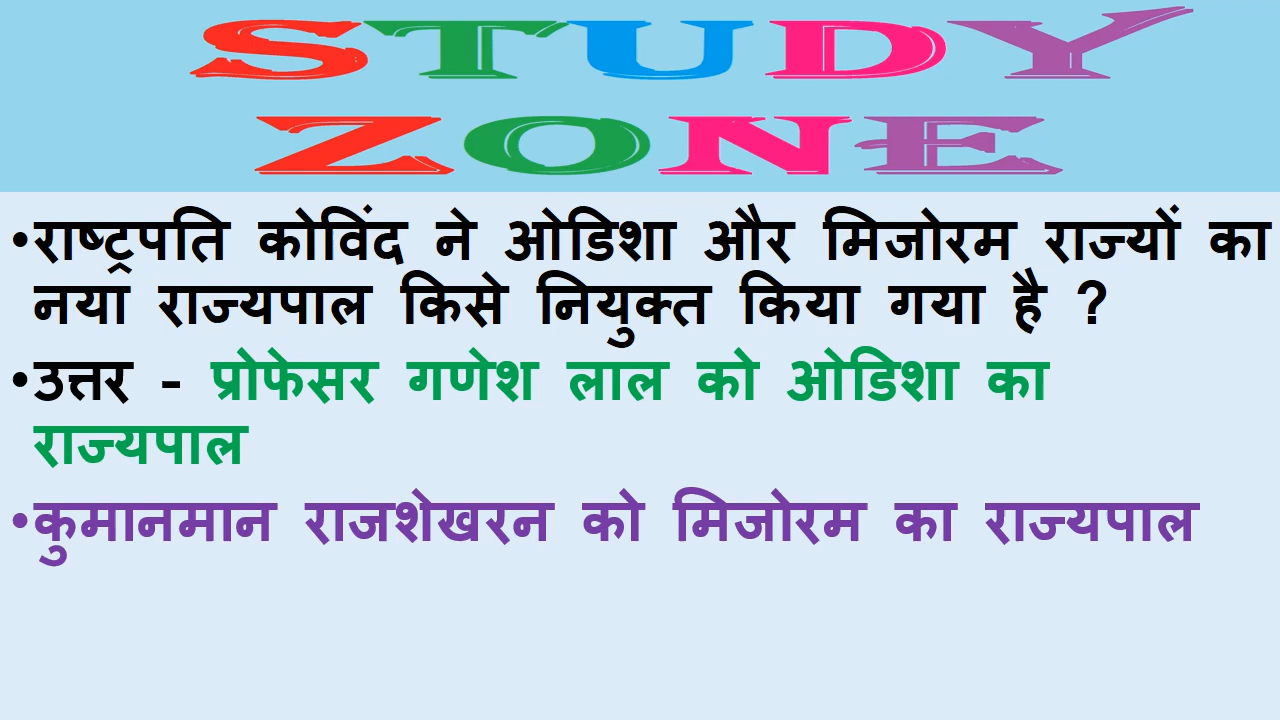 STUDY
ZONE
•राष्ट्रपति कोविंद ने ओडिशा और मिजोरम राज्यों का
नया राज्यपाल किसे नियुक्त किया गया है ?
•उत्तर - प्रोफेसर गणेश लाल को ओडिशा का
राज्यपाल
•कुमानमान राजशेखरन को मिजोरम का राज्यपाल